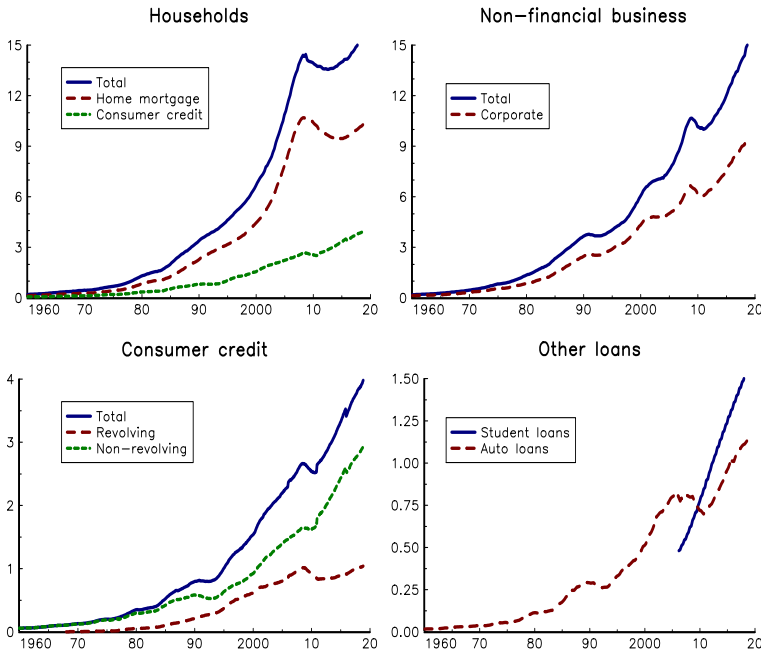 Households
15
12
9
6
3
0
Total
Home mortgage
Consumer credit
1960 70 80 90 2000 10 20
Non-financial business
15
12
9
6
3
0
Total
Corporate
1960 70 80 90 2000 10 20
Consumer credit
4
3
2
1
0
Total
Revolving
Non-revolving
1960 70 80 90 2000 10 20
Other loans
1.50
1.25
1.00
0.75
0.50
0.25
0.00
Student loans
Auto loans
1960 70 80 90 2000 10 20